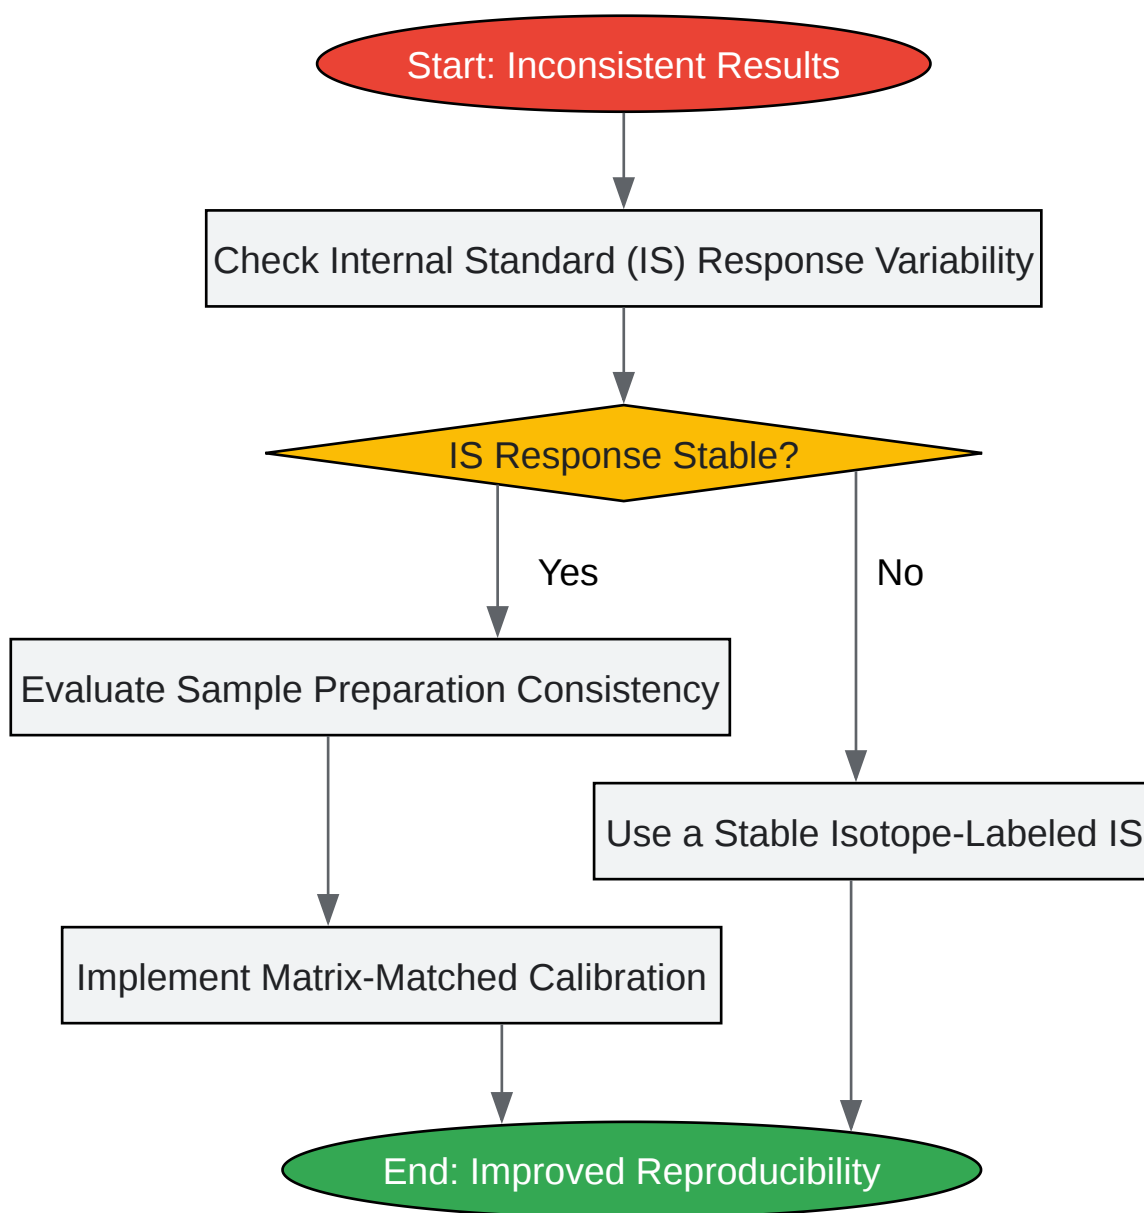 Start: Inconsistent Results
Check Internal Standard (IS) Response Variability
IS Response Stable?
Yes
No
Evaluate Sample Preparation Consistency
Use a Stable Isotope-Labeled IS
Implement Matrix-Matched Calibration
End: Improved Reproducibility